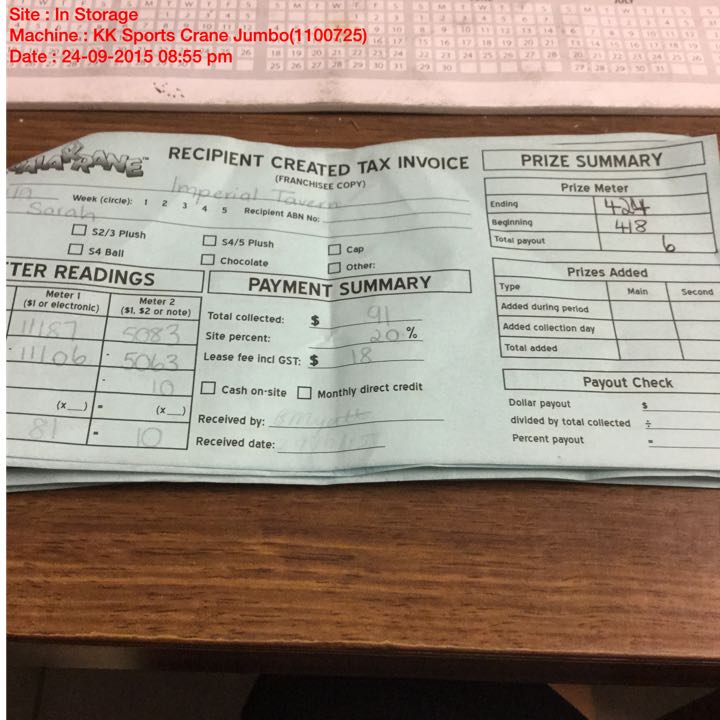 Site : In Storage
Machine : KK Sports Crane Jumbo(1100725)
Date : 24-09-2015 08:55 pm
RECIPIENT CREATED TAX INVOICE
(FRANCHISEE COPY)
Imperial Tavern
Week (circle): 1 2 3 4 5 Recipient ABN No:
Sarah
$2/3 Plush $4/5 Plush Cap
$4 Ball Chocolate Other:
TER READINGS
Meter 1 Meter 2
($1 or electronic) ($1, $2 or note)
11187 5083
- 11106 - 5063
- 10
(x__) = (x__)
81 = 10
PAYMENT SUMMARY
Total collected: $ 91
Site percent: 20 %
Lease fee incl GST: $ 18
Cash on-site Monthly direct credit
Received by:
Received date:
PRIZE SUMMARY
Prize Meter
Ending 424
Beginning 418
Total payout 6
Prizes Added
Type Main Second
Added during period
Added collection day
Total added
Payout Check
Dollar payout $
divided by total collected ÷
Percent payout =